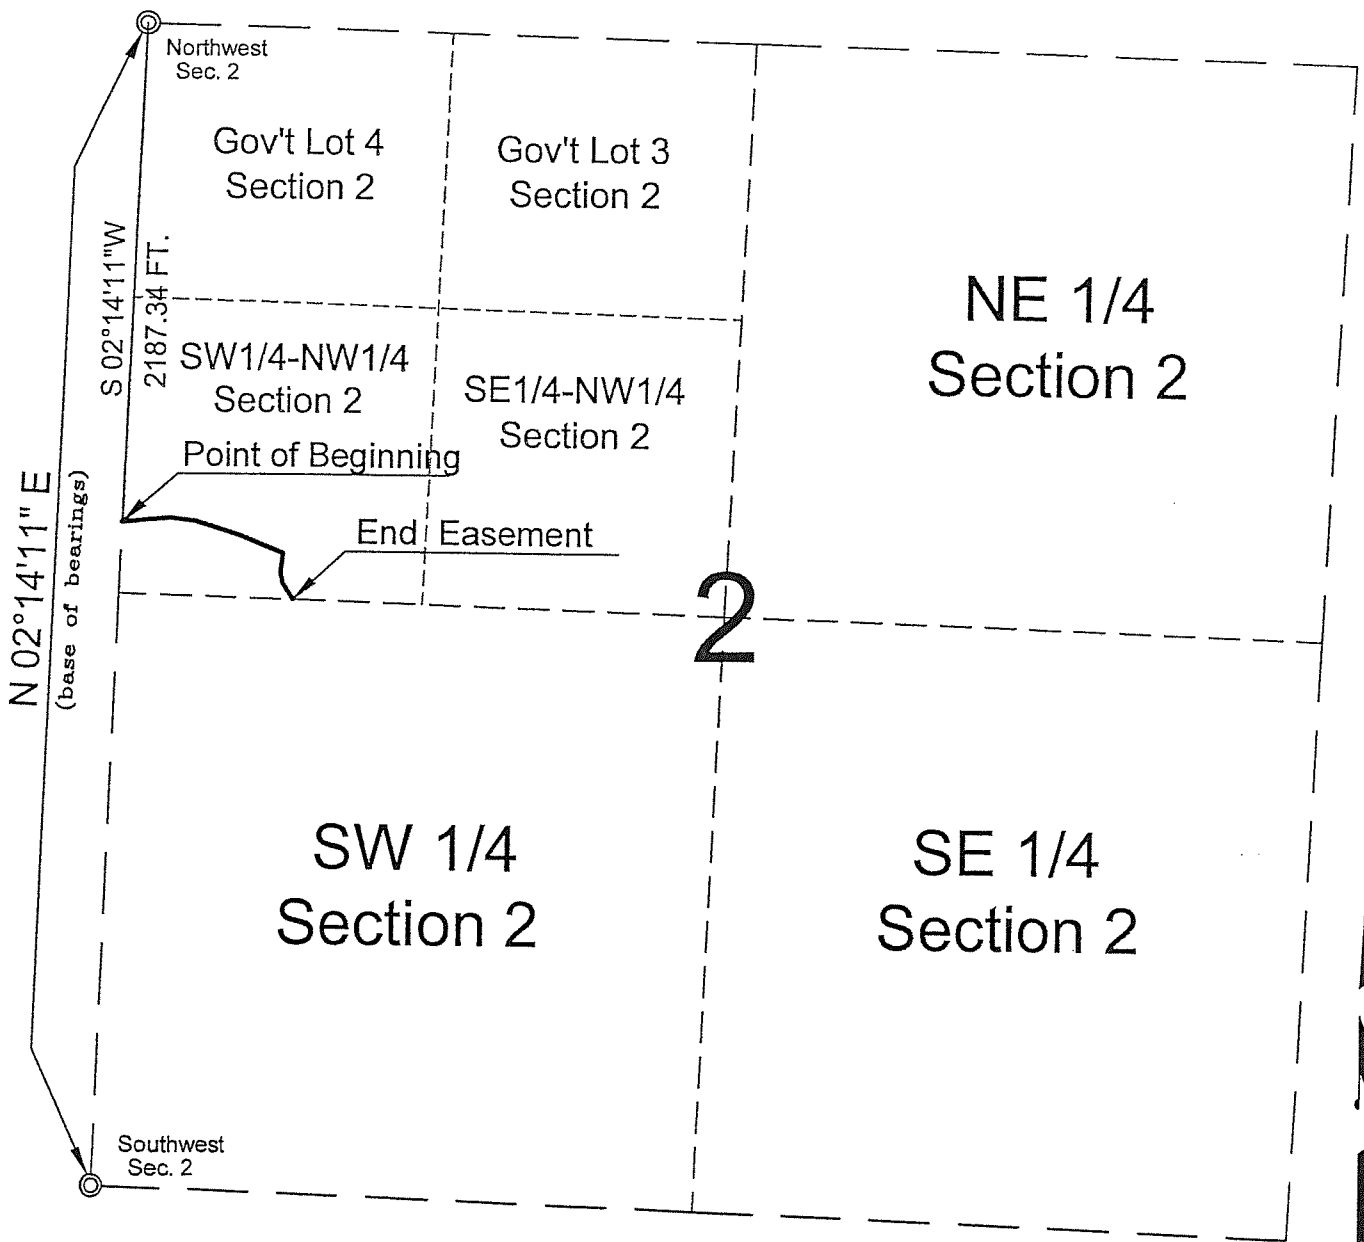 Northwest
Sec. 2
Gov't Lot 4
Section 2
Gov't Lot 3
Section 2
S 02°14'11"W
2187.34 FT.
NE 1/4
Section 2
SW1/4-NW1/4
Section 2
SE1/4-NW1/4
Section 2
Point of Beginning
End Easement
N 02°14'11" E
(base of bearings)
2
SW 1/4
Section 2
SE 1/4
Section 2
Southwest
Sec. 2